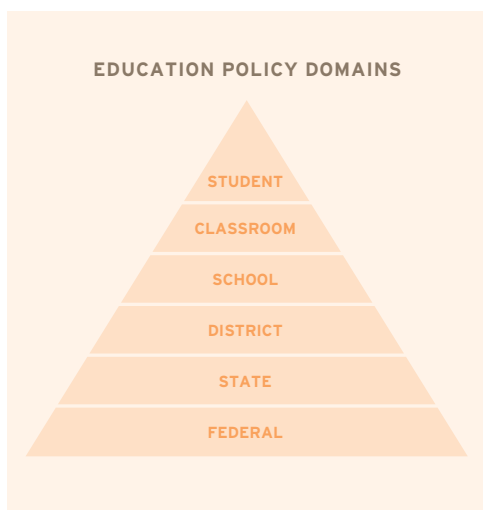 EDUCATION POLICY DOMAINS
STUDENT
CLASSROOM
SCHOOL
DISTRICT
STATE
FEDERAL